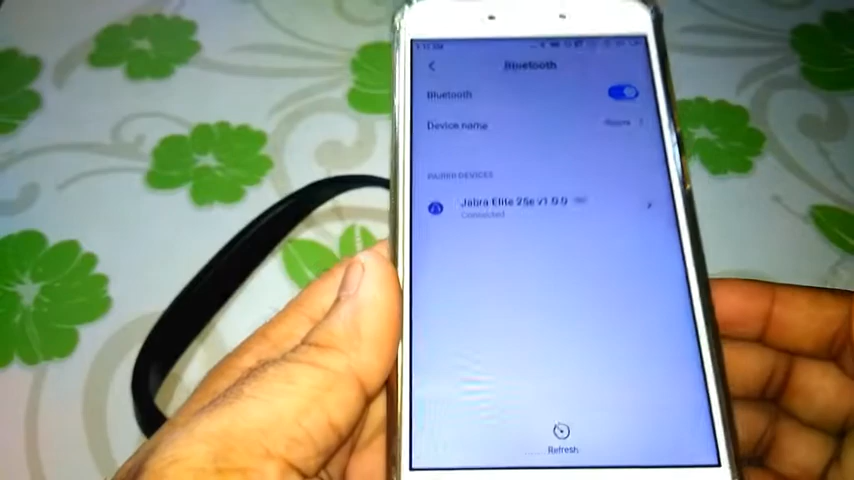 Bluetooth
Bluetooth
Device name
PAIRED DEVICES
Jabra Elite 25e v1.0.0
Connected
Refresh